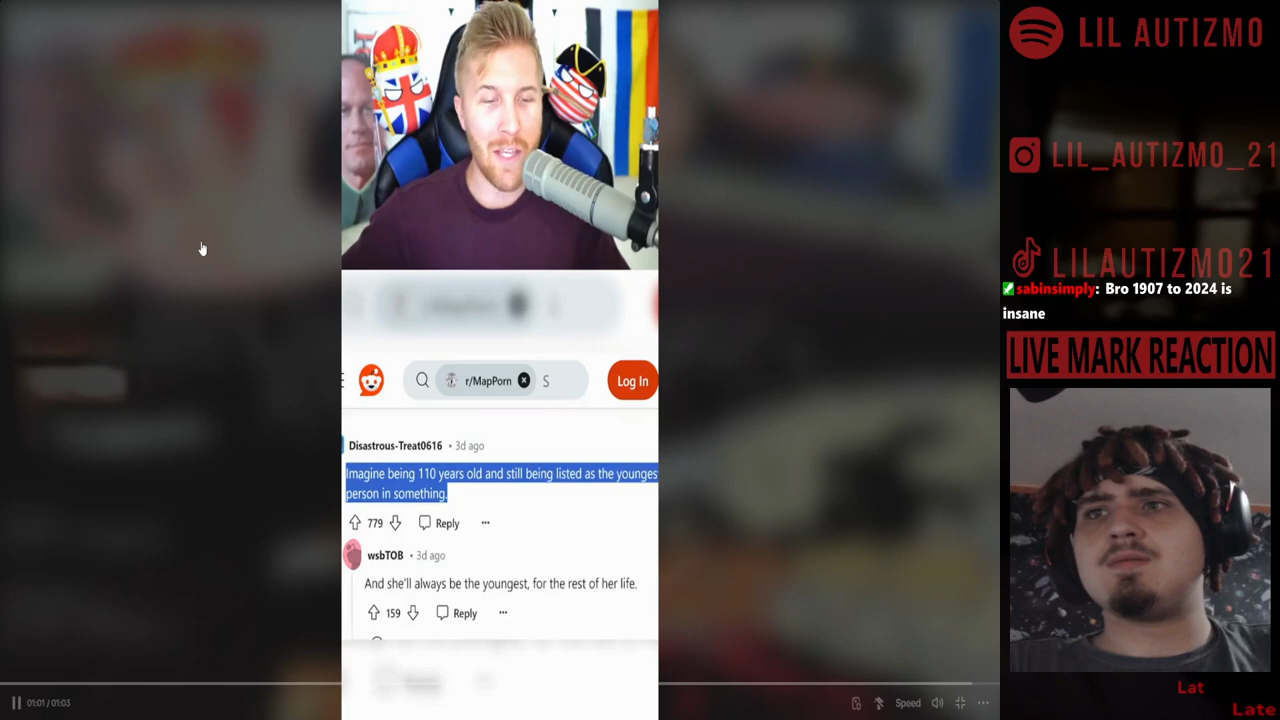 LIL AUTIZMO
LIL_AUTIZMO_21
LILAUTIZMO21
sabinsimply: Bro 1907 to 2024 is
insane
LIVE MARK REACTION
r/MapPorn
S
Log In
Disastrous-Treat0616 • 3d ago
Imagine being 110 years old and still being listed as the younges
person in something.
779 Reply ...
wsbTOB • 3d ago
And she'll always be the youngest, for the rest of her life.
159 Reply ...
01:01 / 01:03
Speed
Lat
Late